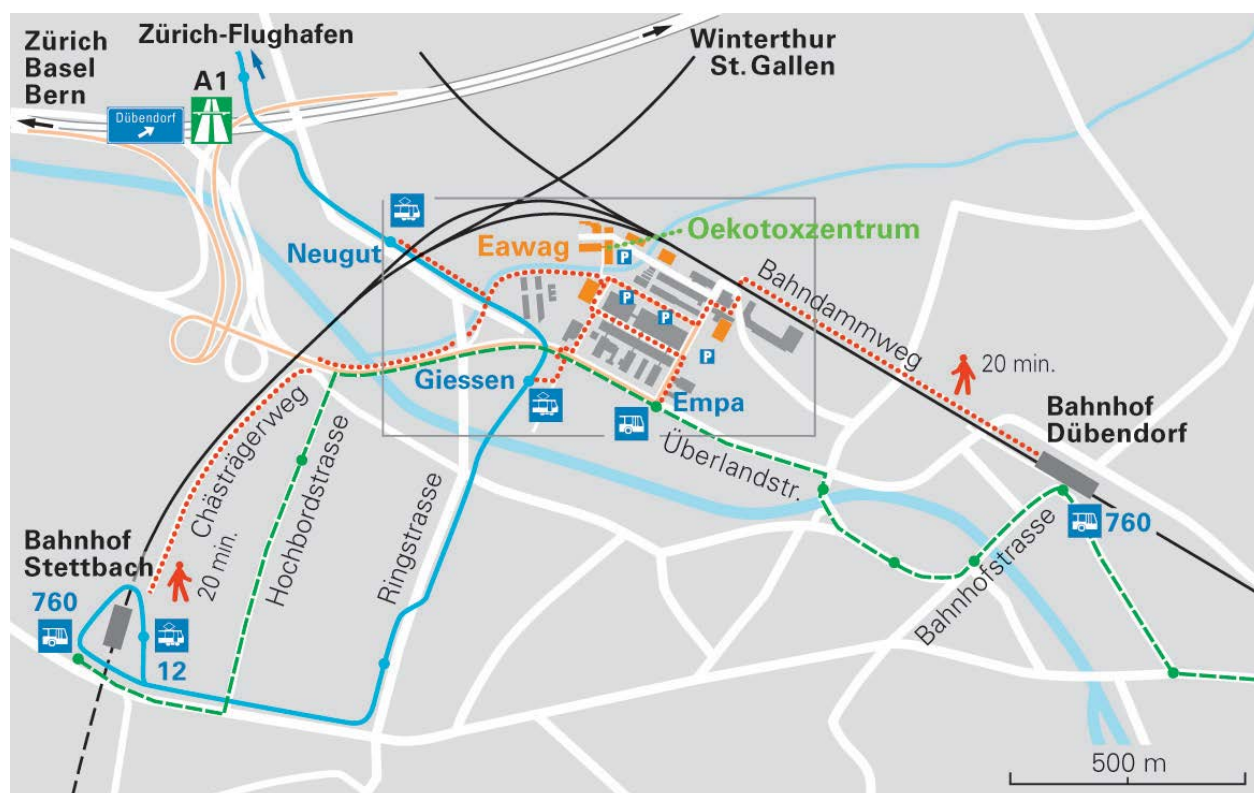 Zürich
Basel
Bern
Zürich-Flughafen
A1
Dübendorf
Winterthur
St. Gallen
Neugut
Eawag
Oekotoxzentrum
P
P
P
P
Bahndammweg
20 min.
Giessen
Empa
Bahnhof
Dübendorf
Überlandstr.
Chästrägerweg
20 min.
Hochbordstrasse
Ringstrasse
Bahnhofstrasse
760
Bahnhof
Stettbach
760
12
500 m